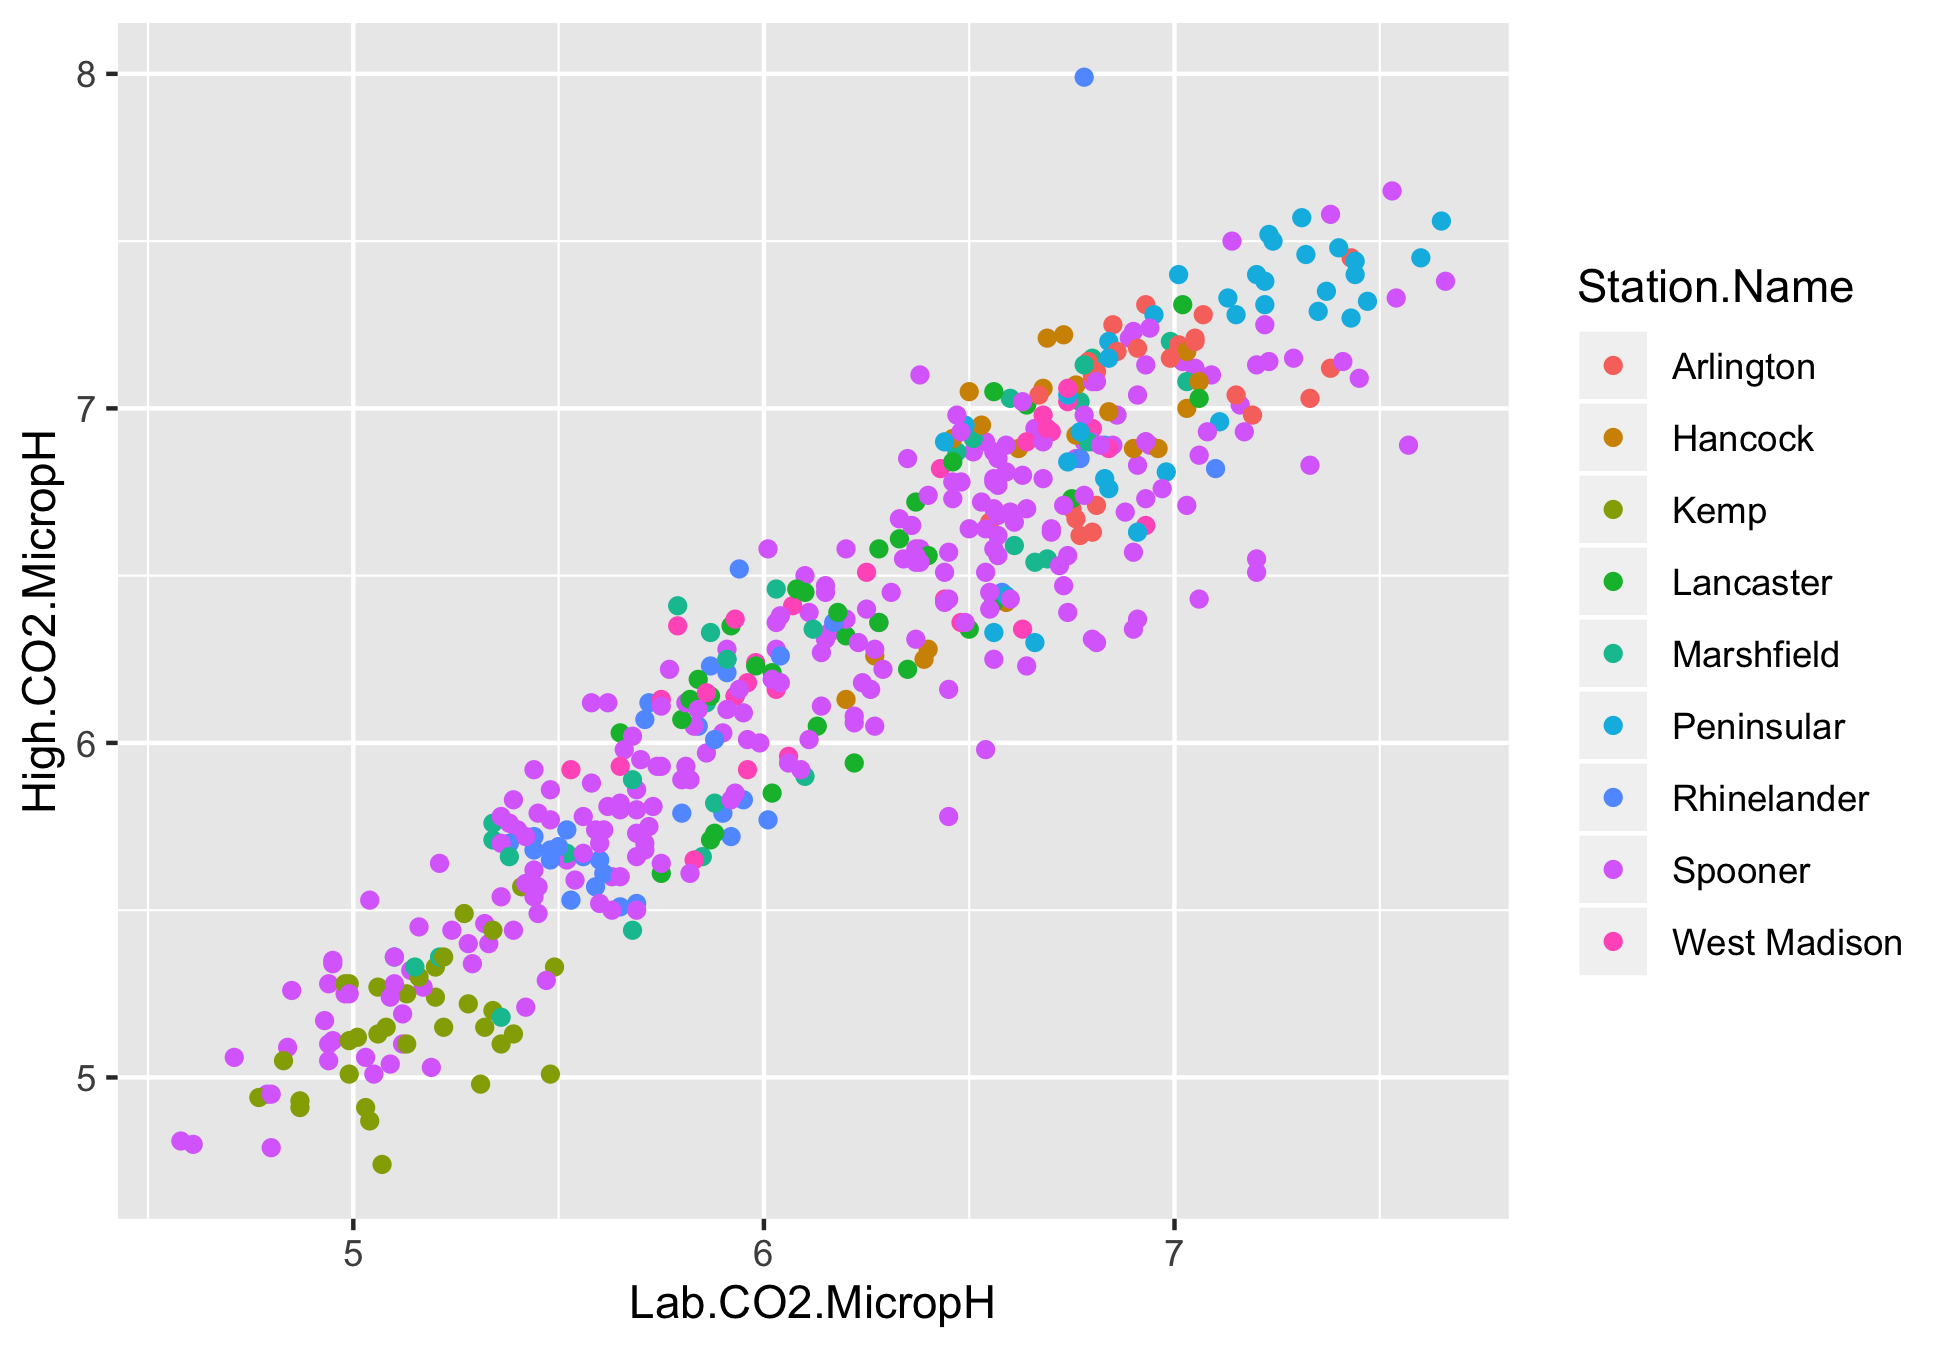 8
7
6
5
High.CO2.MicropH
5
6
7
Lab.CO2.MicropH
Station.Name
Arlington
Hancock
Kemp
Lancaster
Marshfield
Peninsular
Rhinelander
Spooner
West Madison